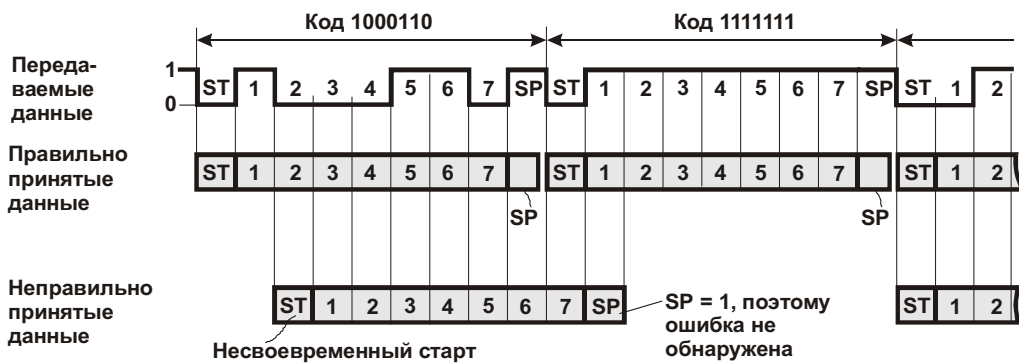 Код 1000110 Код 1111111
Переда-
ваемые
данные
1
0
ST 1 2 3 4 5 6 7 SP ST 1 2 3 4 5 6 7 SP ST 1 2
Правильно
принятые
данные
ST 1 2 3 4 5 6 7 ST 1 2 3 4 5 6 7 ST 1 2
SP SP
Неправильно
принятые
данные
ST 1 2 3 4 5 6 7 SP ST 1 2
SP = 1, поэтому
ошибка не
обнаружена
Несвоевременный старт